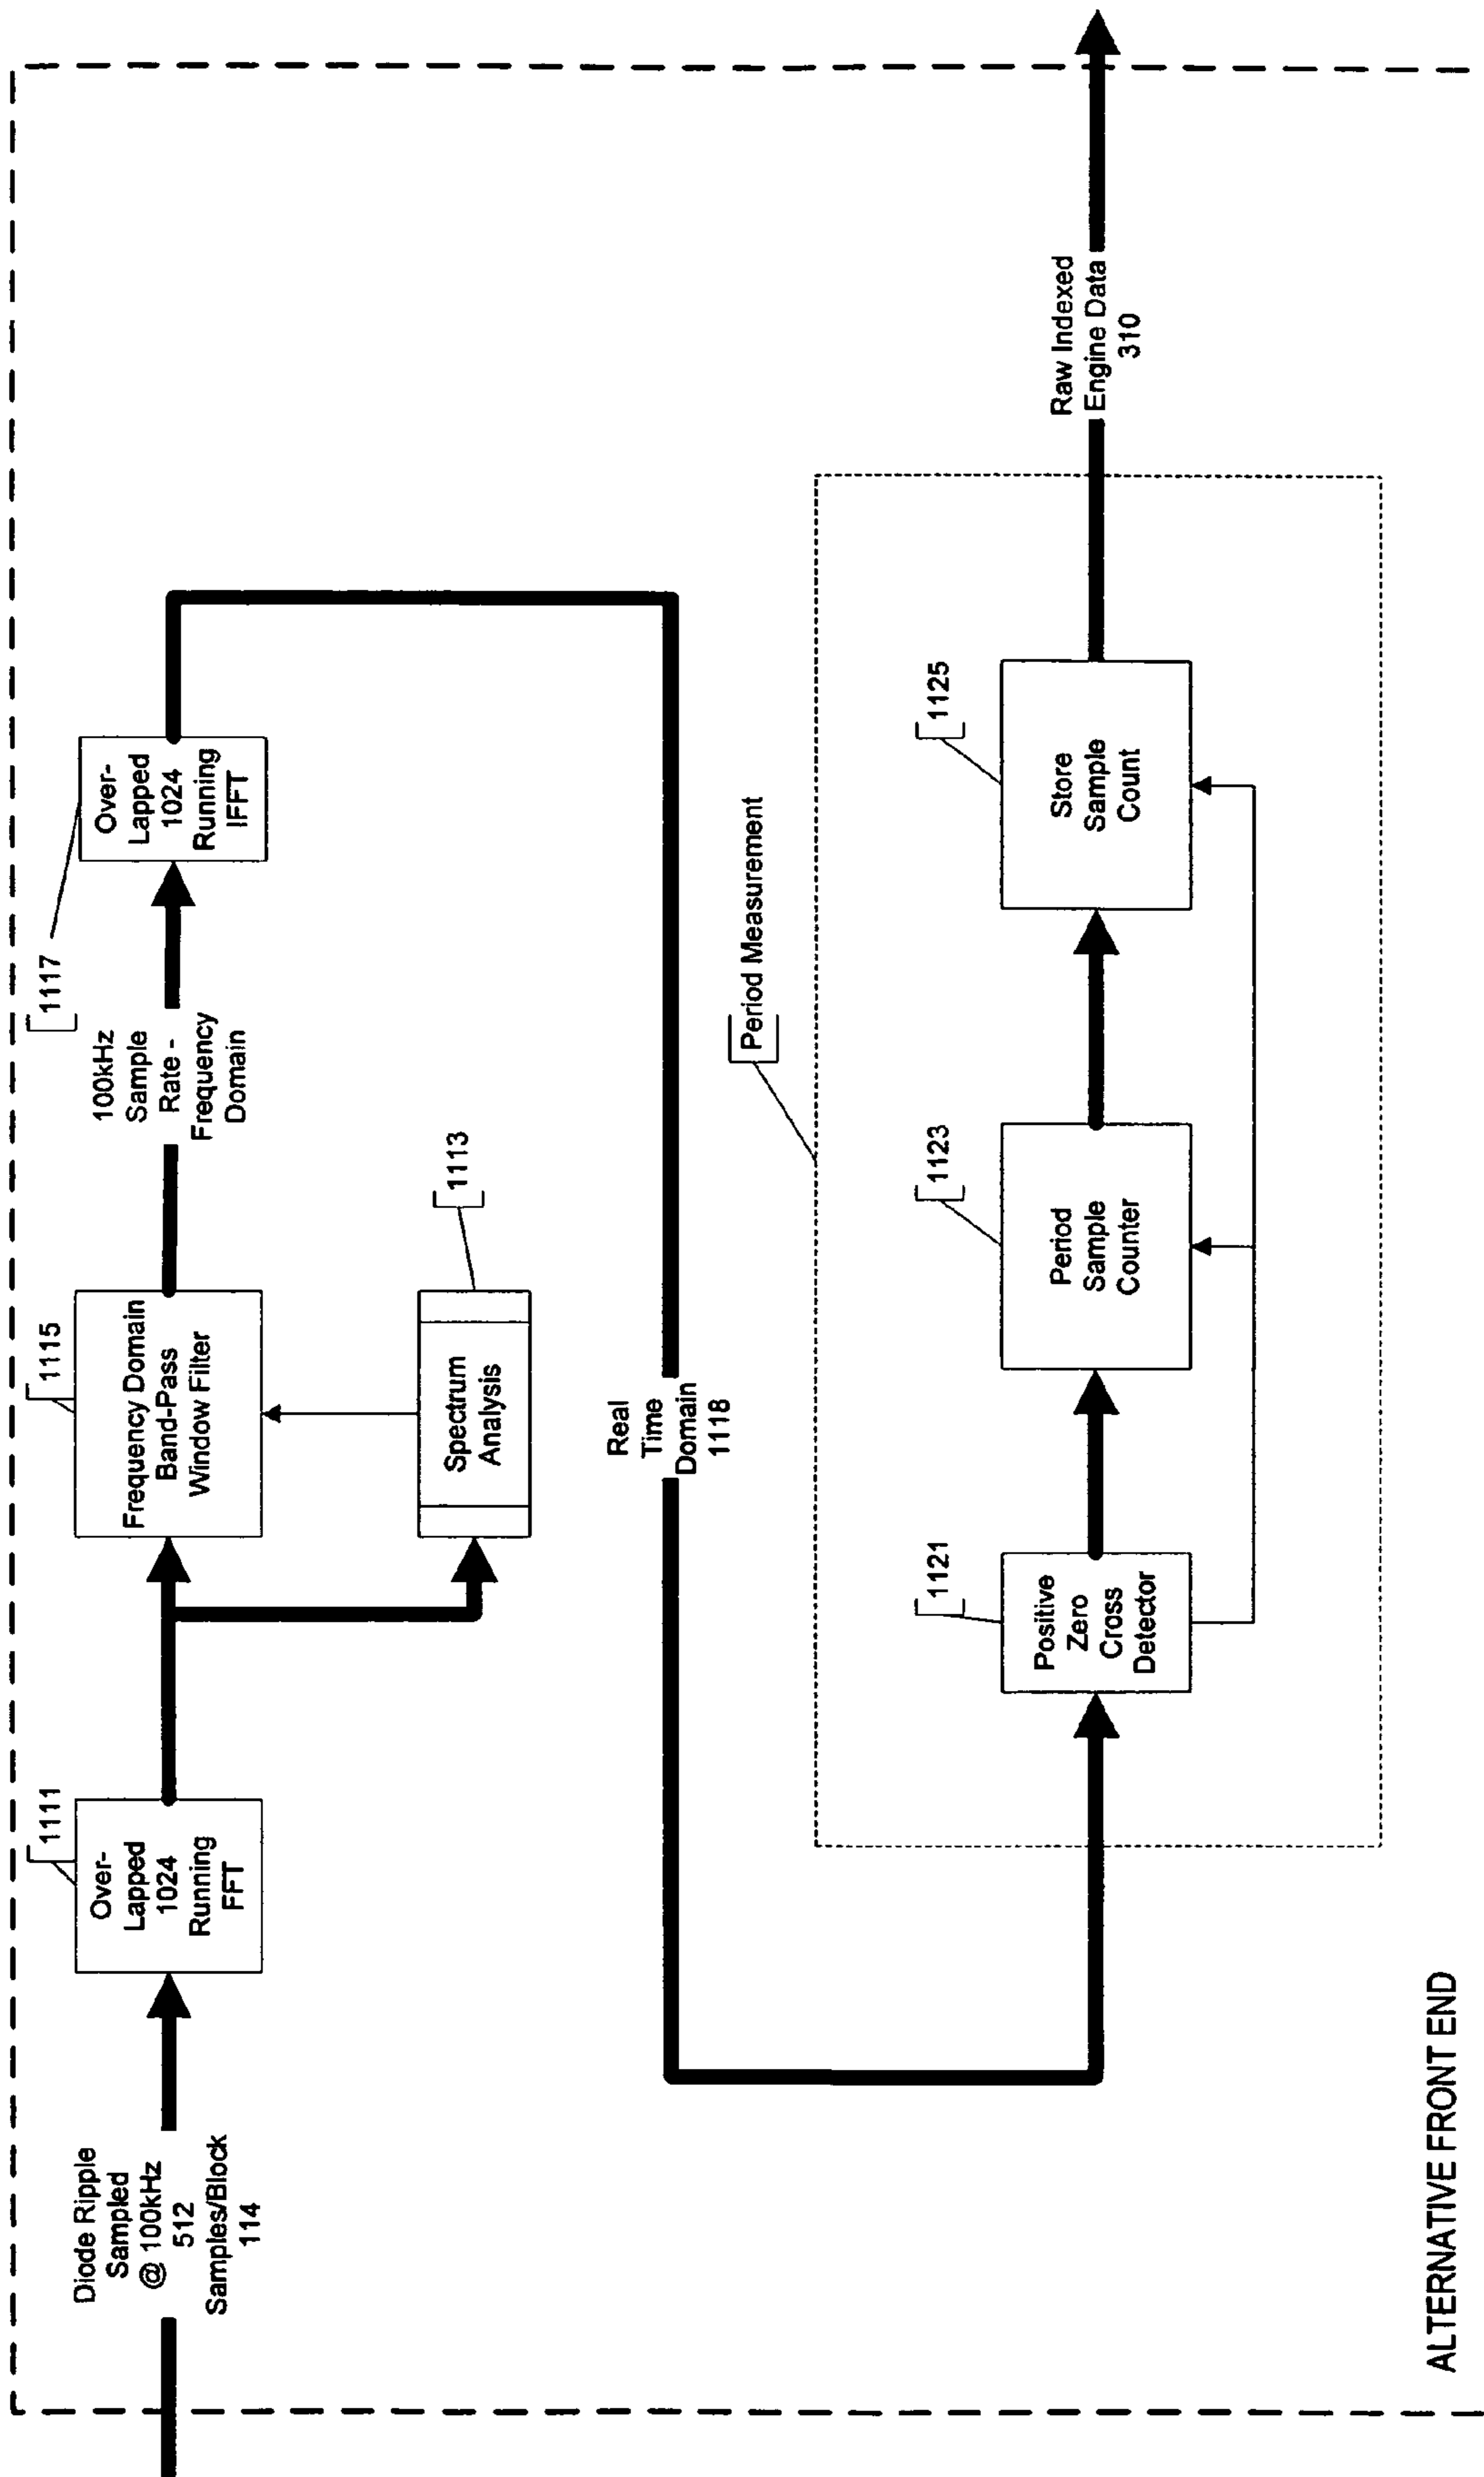 Diode Ripple
Sampled
@ 100kHz
512
Samples/Block
114
1111
Over-
Lapped
1024
Running
FFT
1115
Frequency Domain
Band-Pass
Window Filter
1113
Spectrum
Analysis
100kHz
Sample
Rate -
Frequency
Domain
1117
Over-
Lapped
1024
Running
IFFT
Real
Time
Domain
1118
Period Measurement
1121
Positive
Zero
Cross
Detector
1123
Period
Sample
Counter
1125
Store
Sample
Count
Raw Indexed
Engine Data
310
ALTERNATIVE FRONT END